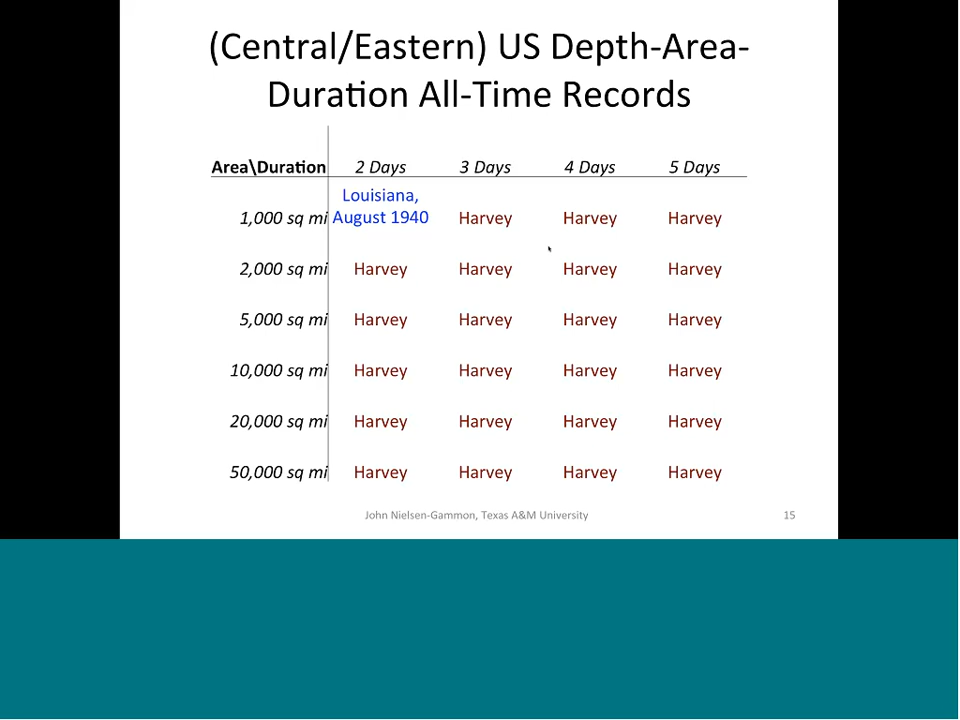 (Central/Eastern) US Depth-Area-
Duration All-Time Records
Area\Duration 2 Days 3 Days 4 Days 5 Days
Louisiana,
1,000 sq mi August 1940 Harvey Harvey Harvey
2,000 sq mi Harvey Harvey Harvey Harvey
5,000 sq mi Harvey Harvey Harvey Harvey
10,000 sq mi Harvey Harvey Harvey Harvey
20,000 sq mi Harvey Harvey Harvey Harvey
50,000 sq mi Harvey Harvey Harvey Harvey
John Nielsen-Gammon, Texas A&M University 15